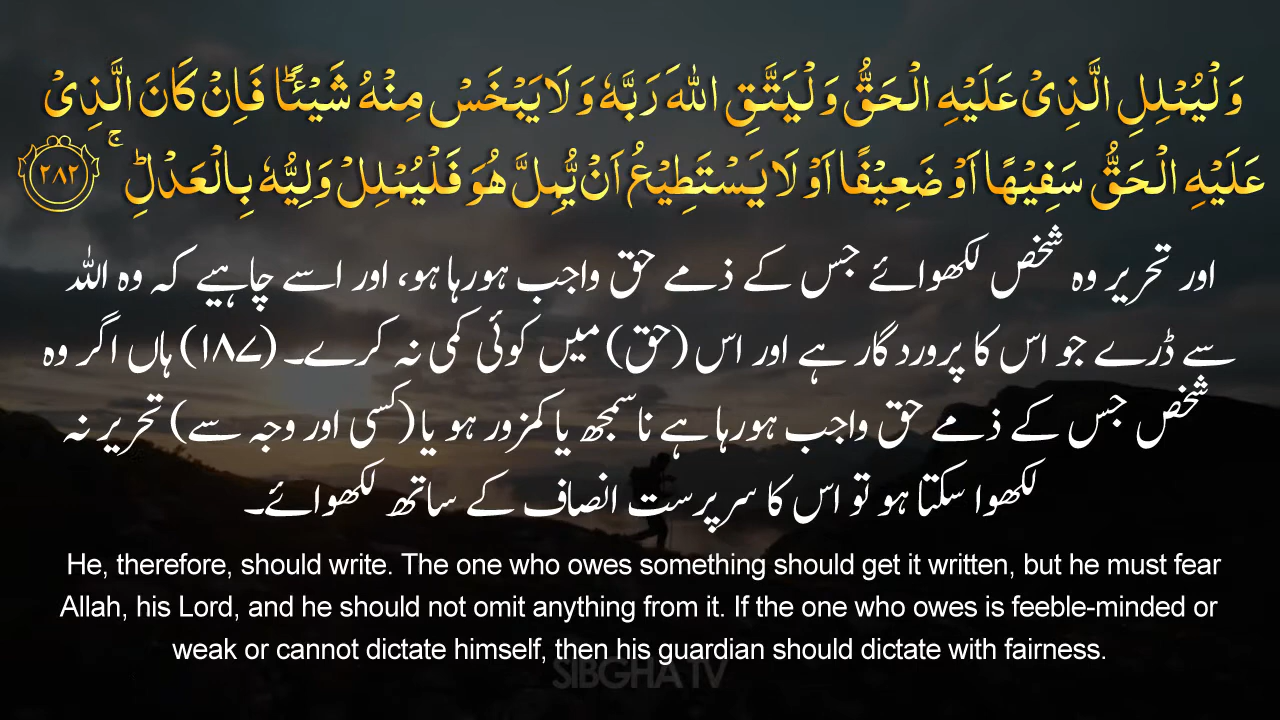 وَلۡیُمۡلِلِ الَّذِیۡ عَلَیۡهِ الۡحَقُّ وَلۡیَتَّقِ اللّٰهَ رَبَّهٗ وَلَا یَبۡخَسۡ مِنۡهُ شَیۡـًٔا ؕ فَاِنۡ كَانَ الَّذِیۡ
عَلَیۡهِ الۡحَقُّ سَفِیۡهًا اَوۡ ضَعِیۡفًا اَوۡ لَا یَسۡتَطِیۡعُ اَنۡ یُّمِلَّ هُوَ فَلۡیُمۡلِلۡ وَلِیُّهٗ بِالۡعَدۡلِ ؕ ۚ ﴿۲۸۲﴾
اور تحریر وہ شخص لکھوائے جس کے ذمے حق واجب ہورہا ہو، اور اسے چاہیے کہ وہ اللہ
سے ڈرے جو اس کا پروردگار ہے اور اس (حق) میں کوئی کمی نہ کرے۔ (۱۸۷) ہاں اگر وہ
شخص جس کے ذمے حق واجب ہورہا ہے ناسمجھ یا کمزور ہو یا (کسی اور وجہ سے) تحریر نہ
لکھوا سکتا ہو تو اس کا سرپرست انصاف کے ساتھ لکھوائے۔
He, therefore, should write. The one who owes something should get it written, but he must fear
Allah, his Lord, and he should not omit anything from it. If the one who owes is feeble-minded or
weak or cannot dictate himself, then his guardian should dictate with fairness.
SIBGHA TV